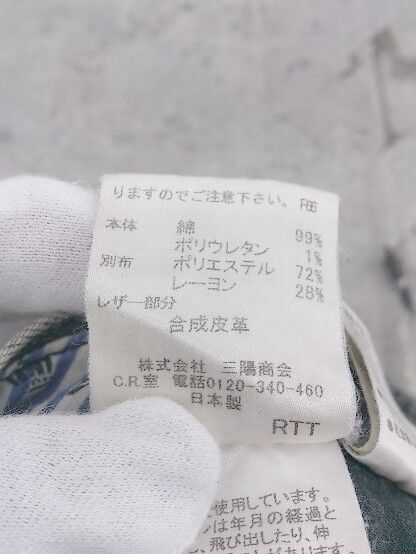 りますのでご注意下さい。 F66
本体 綿 99%
ポリウレタン 1%
別布 ポリエステル 72%
レーヨン 28%
レザー部分
合成皮革
株式会社 三陽商会
C.R.室 電話0120-340-460
日本製
RTT
使用しています。
は年月の経過と
飛び出したり、伸